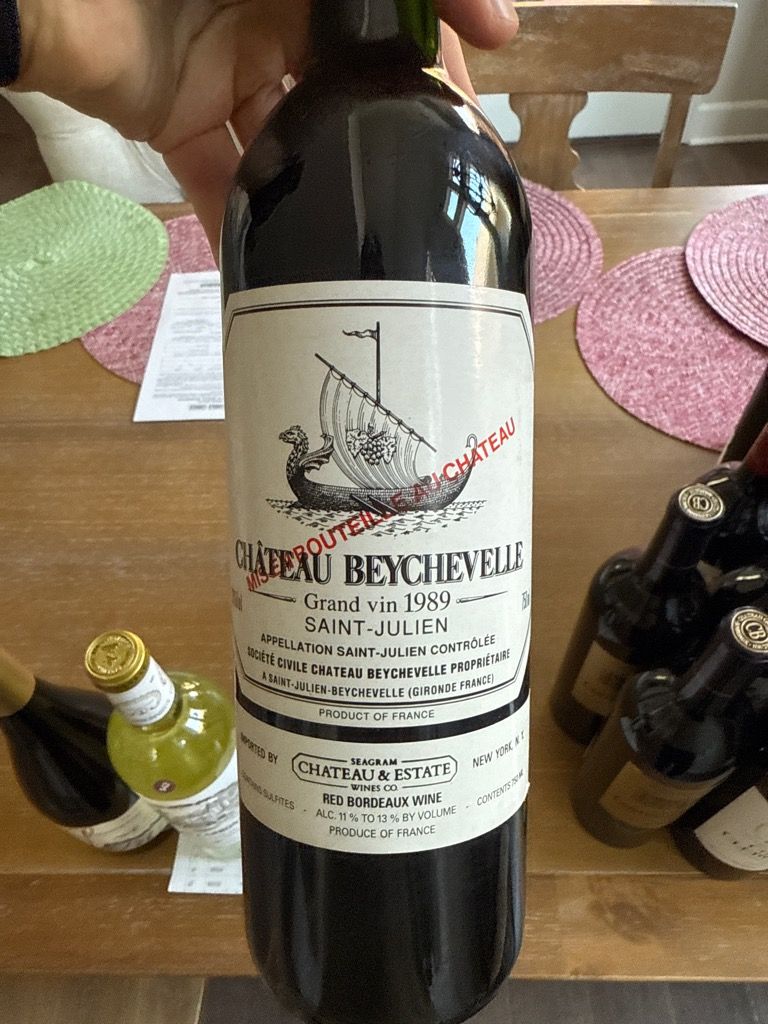 MIS EN BOUTEILLE AU CHATEAU
CHÂTEAU BEYCHEVELLE
Grand vin 1989
SAINT-JULIEN
APPELLATION SAINT-JULIEN CONTRÔLÉE
SOCIÉTÉ CIVILE CHATEAU BEYCHEVELLE PROPRIÉTAIRE
A SAINT-JULIEN-BEYCHEVELLE (GIRONDE FRANCE)
PRODUCT OF FRANCE
IMPORTED BY
SEAGRAM
CHATEAU & ESTATE
WINES CO.
NEW YORK, N.Y.
CONTAINS SULFITES - RED BORDEAUX WINE - CONTENTS 750 ML
ALC. 11 % TO 13 % BY VOLUME
PRODUCE OF FRANCE
CB
CB